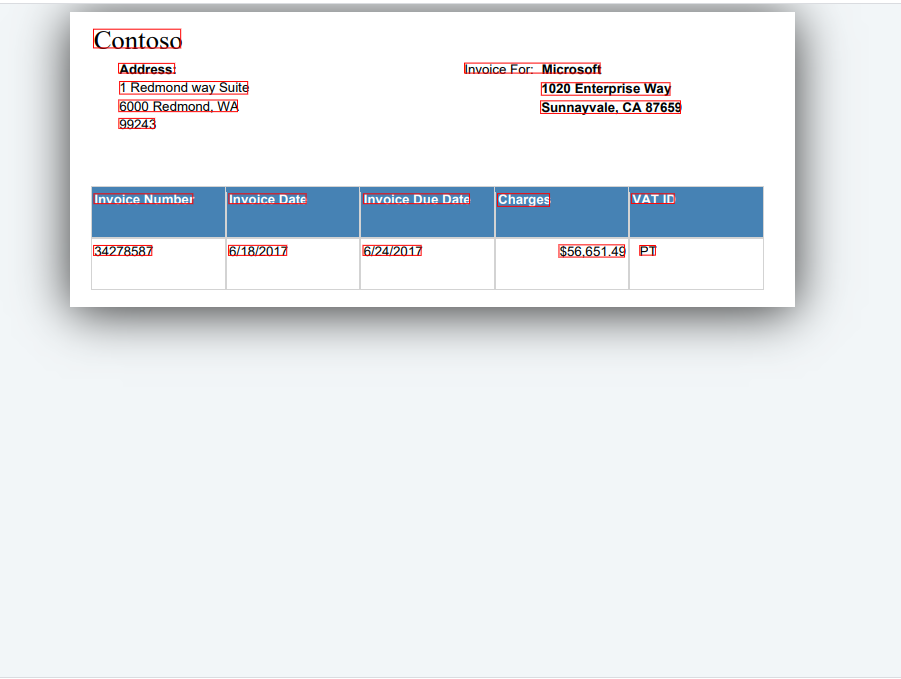 Contoso
Address:
1 Redmond way Suite
6000 Redmond, WA
99243
Invoice For: Microsoft
1020 Enterprise Way
Sunnayvale, CA 87659
Invoice Number Invoice Date Invoice Due Date Charges VAT ID
34278587 6/18/2017 6/24/2017 $56,651.49 PT